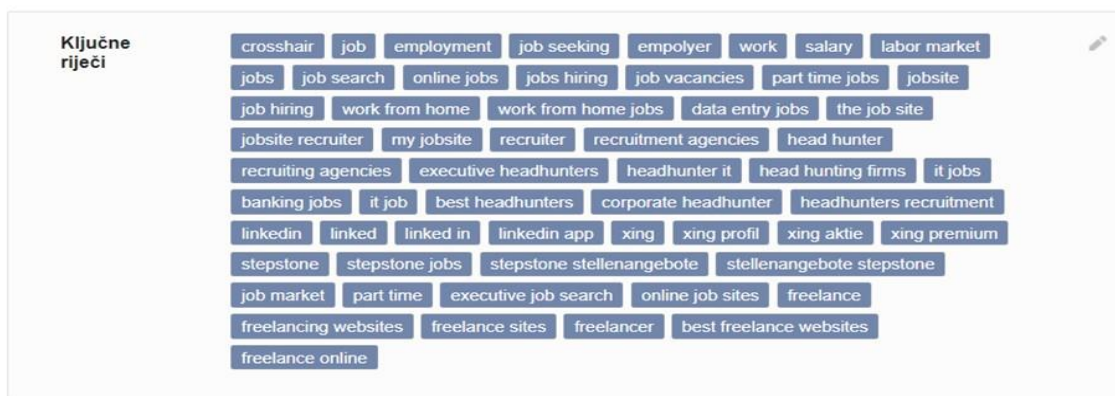 Ključne riječi
crosshair job employment job seeking empolyer work salary labor market
jobs job search online jobs jobs hiring job vacancies part time jobs jobsite
job hiring work from home work from home jobs data entry jobs the job site
jobsite recruiter my jobsite recruiter recruitment agencies head hunter
recruiting agencies executive headhunters headhunter it head hunting firms it jobs
banking jobs it job best headhunters corporate headhunter headhunters recruitment
linkedin linked linked in linkedin app xing xing profil xing aktie xing premium
stepstone stepstone jobs stepstone stellenangebote stellenangebote stepstone
job market part time executive job search online job sites freelance
freelancing websites freelance sites freelancer best freelance websites
freelance online